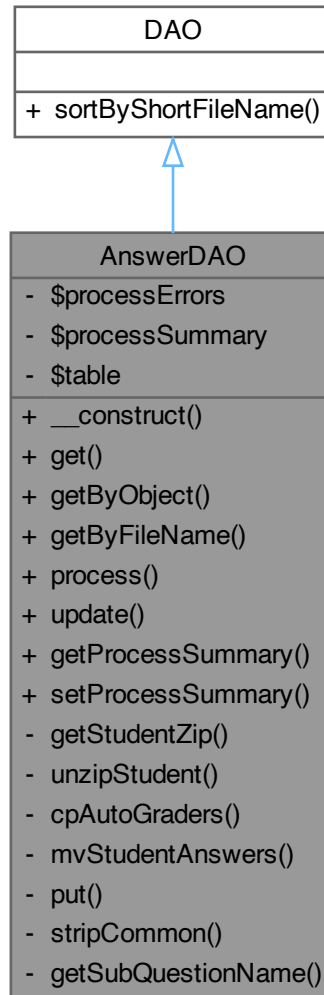 DAO
+ sortByShortFileName()
AnswerDAO
- $processErrors
- $processSummary
- $table
+ __construct()
+ get()
+ getByObject()
+ getByFileName()
+ process()
+ update()
+ getProcessSummary()
+ setProcessSummary()
- getStudentZip()
- unzipStudent()
- cpAutoGraders()
- mvStudentAnswers()
- put()
- stripCommon()
- getSubQuestionName()